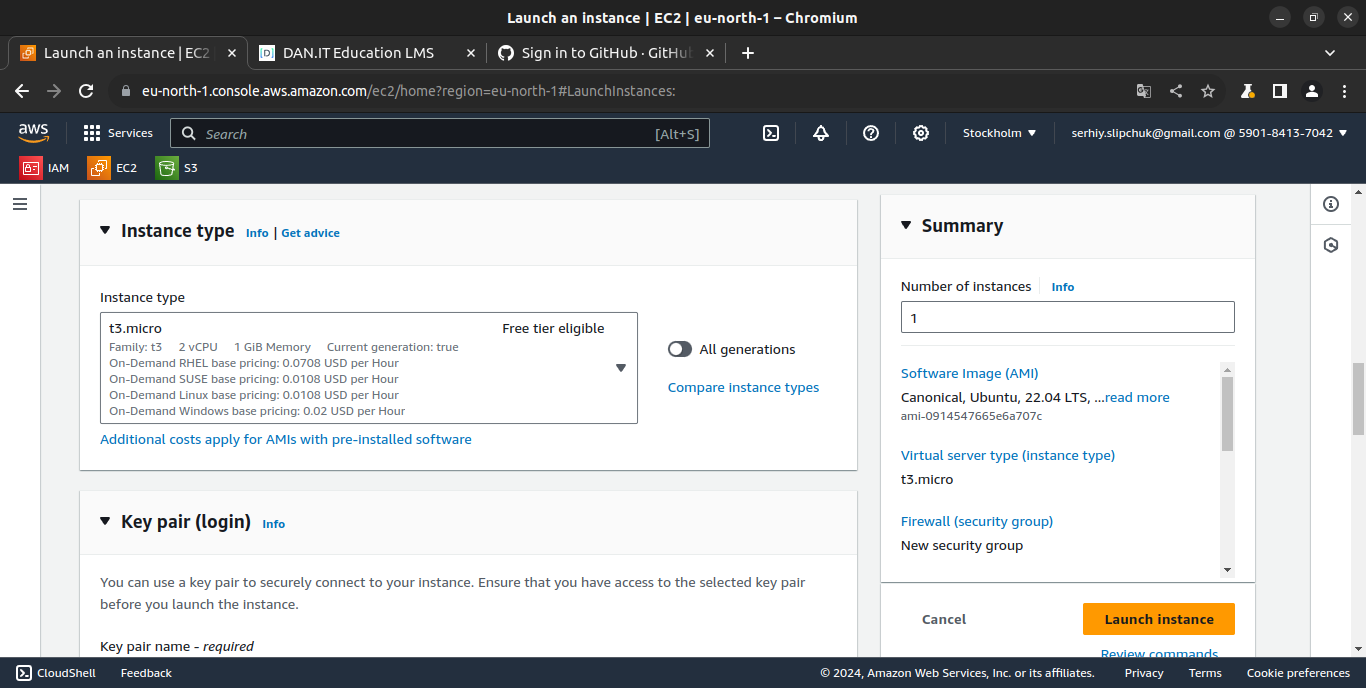 Launch an instance | EC2 | eu-north-1 – Chromium
Launch an instance | EC2
DAN.IT Education LMS
Sign in to GitHub · GitHub
eu-north-1.console.aws.amazon.com/ec2/home?region=eu-north-1#LaunchInstances:
aws
Services
Search
[Alt+S]
Stockholm
serhiy.slipchuk@gmail.com @ 5901-8413-7042
IAM
EC2
S3
Instance type
Info | Get advice
Instance type
t3.micro
Free tier eligible
Family: t3 2 vCPU 1 GiB Memory Current generation: true
On-Demand RHEL base pricing: 0.0708 USD per Hour
On-Demand SUSE base pricing: 0.0108 USD per Hour
On-Demand Linux base pricing: 0.0108 USD per Hour
On-Demand Windows base pricing: 0.02 USD per Hour
All generations
Compare instance types
Additional costs apply for AMIs with pre-installed software
Key pair (login)
Info
You can use a key pair to securely connect to your instance. Ensure that you have access to the selected key pair
before you launch the instance.
Key pair name - required
Summary
Number of instances
Info
1
Software Image (AMI)
Canonical, Ubuntu, 22.04 LTS, ...read more
ami-0914547665e6a707c
Virtual server type (instance type)
t3.micro
Firewall (security group)
New security group
Cancel
Launch instance
Review commands
CloudShell
Feedback
© 2024, Amazon Web Services, Inc. or its affiliates.
Privacy
Terms
Cookie preferences